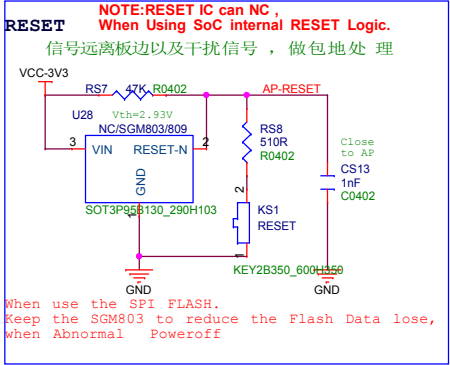 NOTE:RESET IC can NC ,
RESET When Using SoC internal RESET Logic.
信号远离板边以及干扰信号 ，做包地处 理
VCC-3V3
RS7 47K R0402 AP-RESET
U28 Vth=2.93V
NC/SGM803/809
3 VIN RESET-N 2
GND
1
SOT3P95B130_290H103
RS8
510R
R0402
Close
to AP
CS13
1nF
C0402
2
KS1
RESET
1
KEY2B350_600H350
GND
GND
When use the SPI FLASH.
Keep the SGM803 to reduce the Flash Data lose,
when Abnormal Poweroff